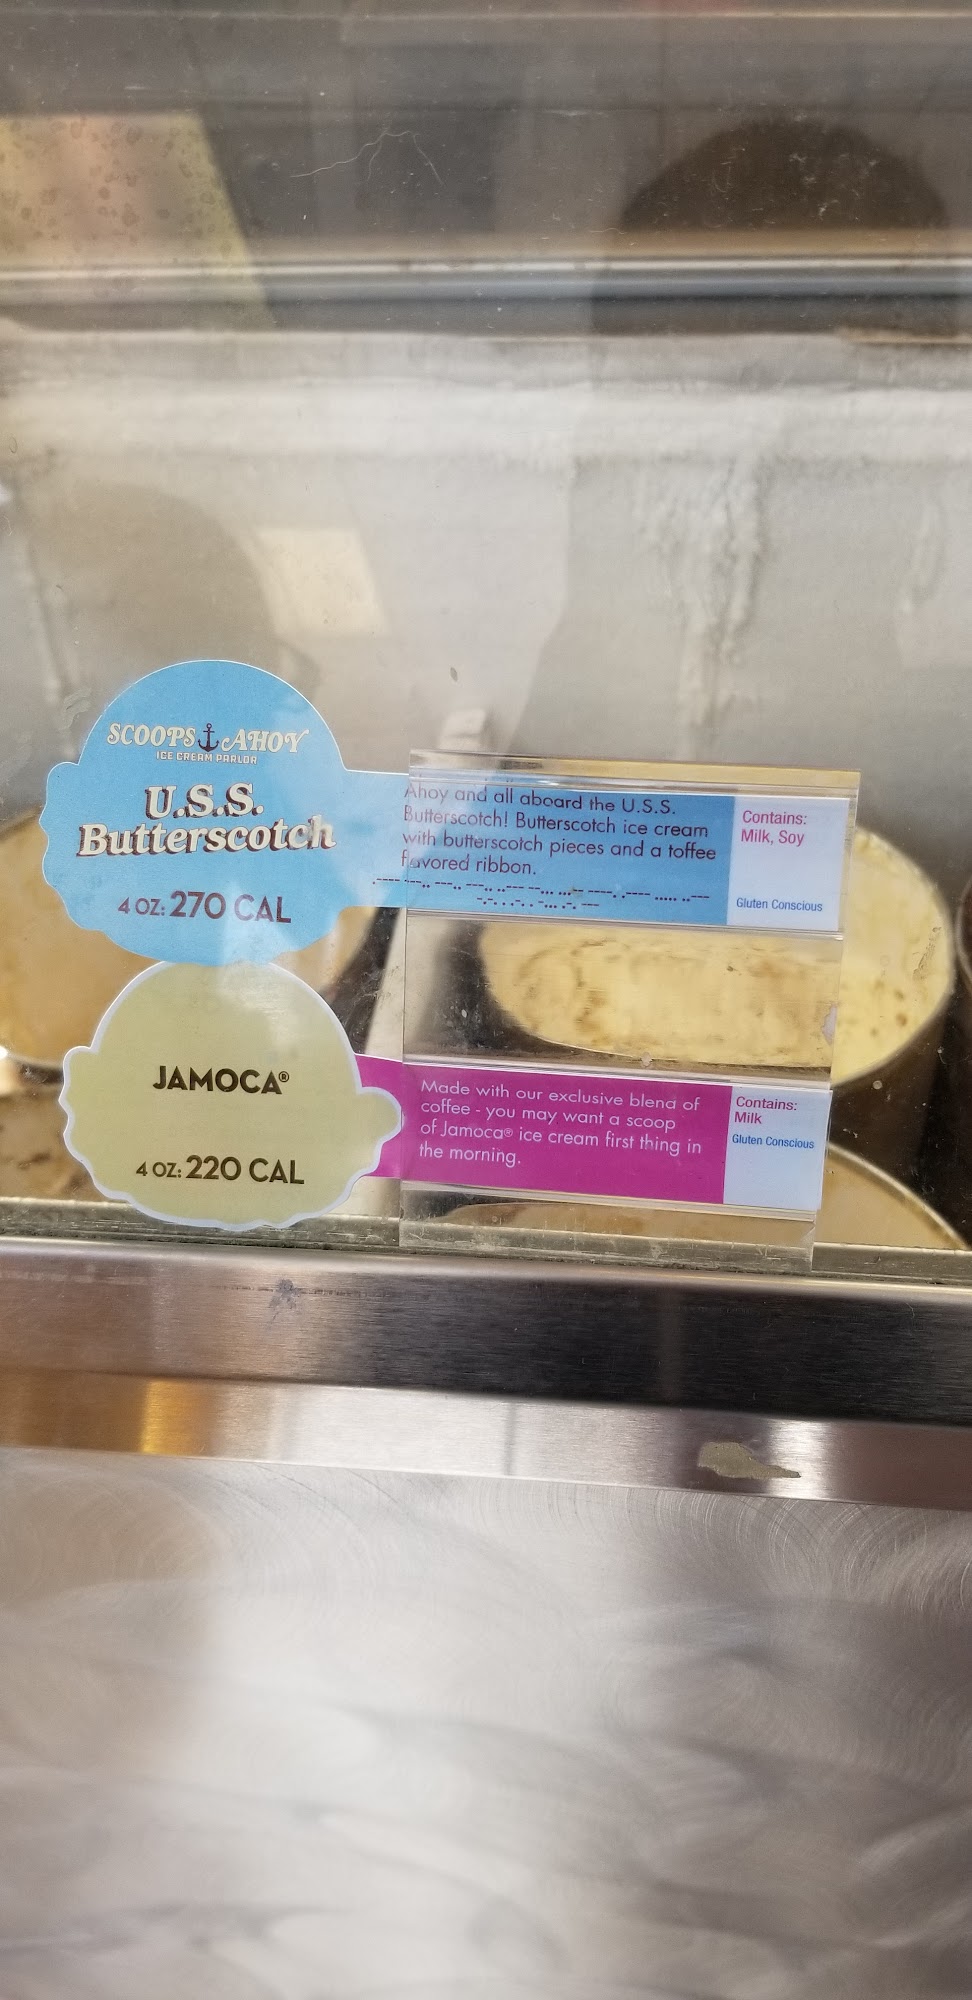 SCOOPS AHOY
ICE CREAM PARLOR
U.S.S.
Butterscotch
4 OZ: 270 CAL
Ahoy and all aboard the U.S.S.
Butterscotch! Butterscotch ice cream
with butterscotch pieces and a toffee
flavored ribbon.
Contains:
Milk, Soy
Gluten Conscious
JAMOCA®
4 OZ: 220 CAL
Made with our exclusive blend of
coffee - you may want a scoop
of Jamoca® ice cream first thing in
the morning.
Contains:
Milk
Gluten Conscious